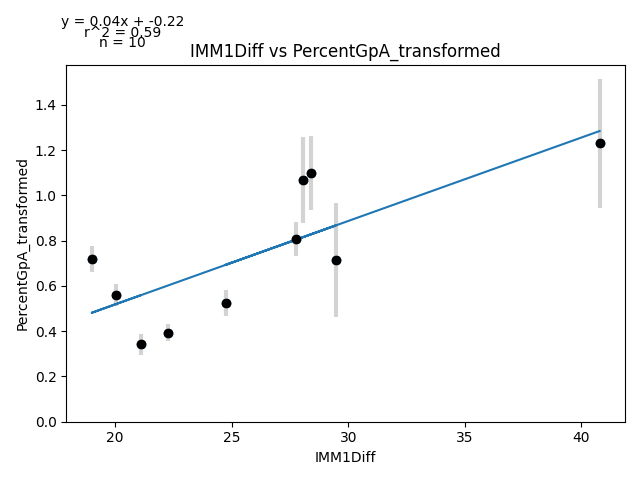 y = 0.04x + -0.22
r^2 = 0.59
n = 10
IMM1Diff vs PercentGpA_transformed
1.4
1.2
1.0
0.8
0.6
0.4
0.2
0.0
PercentGpA_transformed
20 25 30 35 40
IMM1Diff